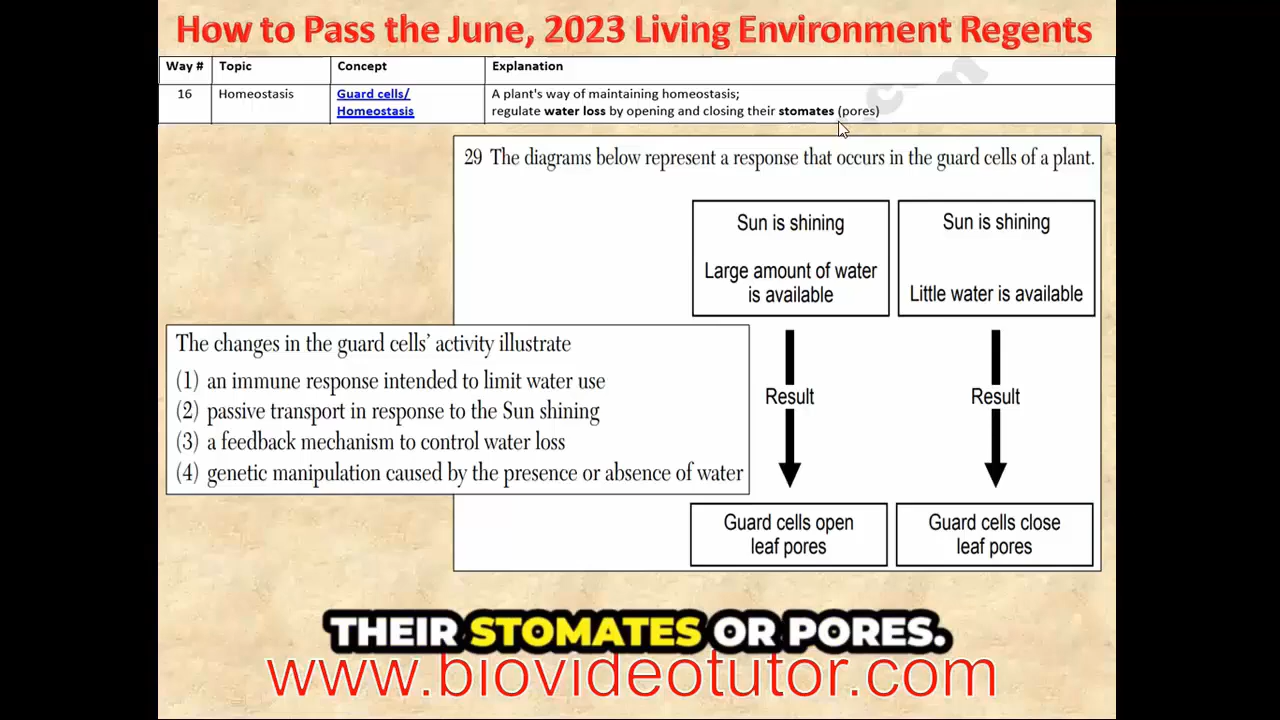 How to Pass the June, 2023 Living Environment Regents
Way # Topic Concept Explanation
16 Homeostasis Guard cells/ A plant's way of maintaining homeostasis;
Homeostasis regulate water loss by opening and closing their stomates (pores)
29 The diagrams below represent a response that occurs in the guard cells of a plant.
Sun is shining
Large amount of water
is available
Result
Guard cells open
leaf pores
Sun is shining
Little water is available
Result
Guard cells close
leaf pores
The changes in the guard cells' activity illustrate
(1) an immune response intended to limit water use
(2) passive transport in response to the Sun shining
(3) a feedback mechanism to control water loss
(4) genetic manipulation caused by the presence or absence of water
THEIR STOMATES OR PORES.
www.biovideotutor.com